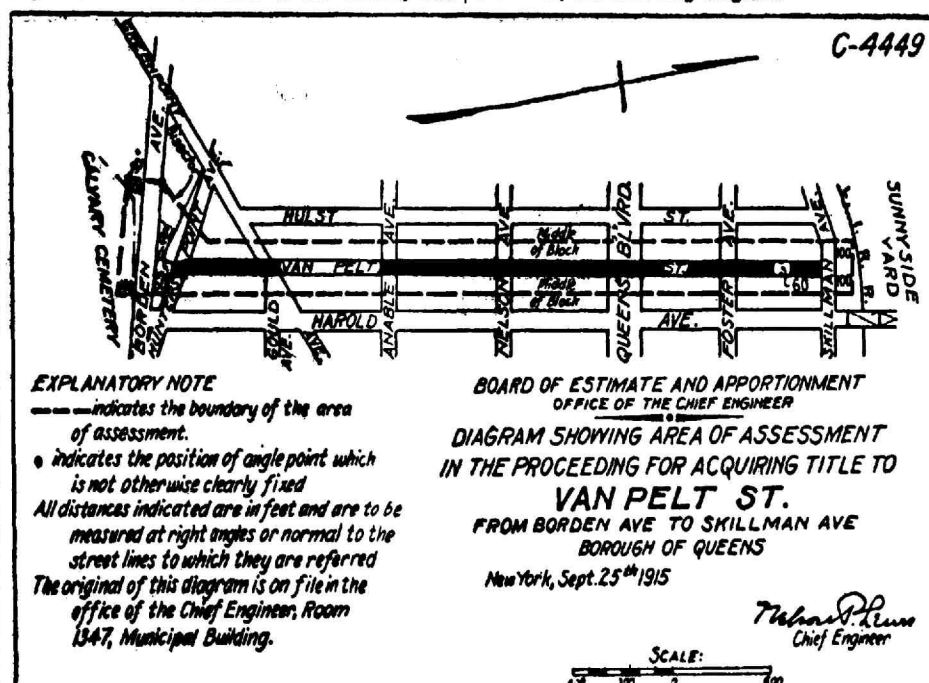 C-4449
AVE.
CALVARY CEMETERY
BORDEN
HULST
ST.
Middle
of Block
VAN PELT
ST.
60
100
100
Middle
of Block
HAROLD
AVE.
GOULD
AVE.
AVE.
ANABLE AVE.
NELSON AVE
QUEENS BLVRD.
FOSTER AVE.
SKILLMAN AVE.
R. R.
SUNNYSIDE
YARD
EXPLANATORY NOTE
indicates the boundary of the area
of assessment.
indicates the position of angle point which
is not otherwise clearly fixed
All distances indicated are in feet and are to be
measured at right angles or normal to the
street lines to which they are referred
The original of this diagram is on file in the
office of the Chief Engineer, Room
1347, Municipal Building.
BOARD OF ESTIMATE AND APPORTIONMENT
OFFICE OF THE CHIEF ENGINEER
DIAGRAM SHOWING AREA OF ASSESSMENT
IN THE PROCEEDING FOR ACQUIRING TITLE TO
VAN PELT ST.
FROM BORDEN AVE TO SKILLMAN AVE
BOROUGH OF QUEENS
New York, Sept. 25th 1915
Nelson P. Lewis
Chief Engineer
SCALE: